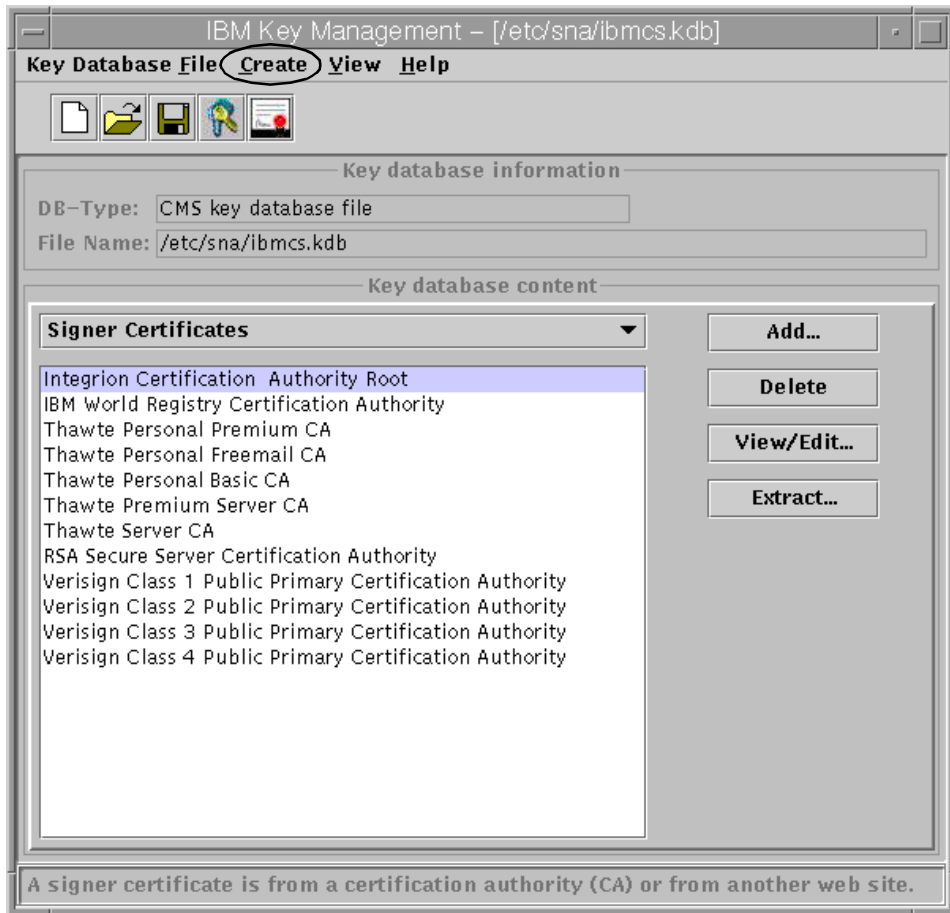 IBM Key Management – [/etc/sna/ibmcs.kdb]
Key Database File Create View Help
Key database information
DB-Type: CMS key database file
File Name: /etc/sna/ibmcs.kdb
Key database content
Signer Certificates
Add...
Integrion Certification  Authority Root
IBM World Registry Certification Authority
Thawte Personal Premium CA
Thawte Personal Freemail CA
Thawte Personal Basic CA
Thawte Premium Server CA
Thawte Server CA
RSA Secure Server Certification Authority
Verisign Class 1 Public Primary Certification Authority
Verisign Class 2 Public Primary Certification Authority
Verisign Class 3 Public Primary Certification Authority
Verisign Class 4 Public Primary Certification Authority
Delete
View/Edit...
Extract...
A signer certificate is from a certification authority (CA) or from another web site.